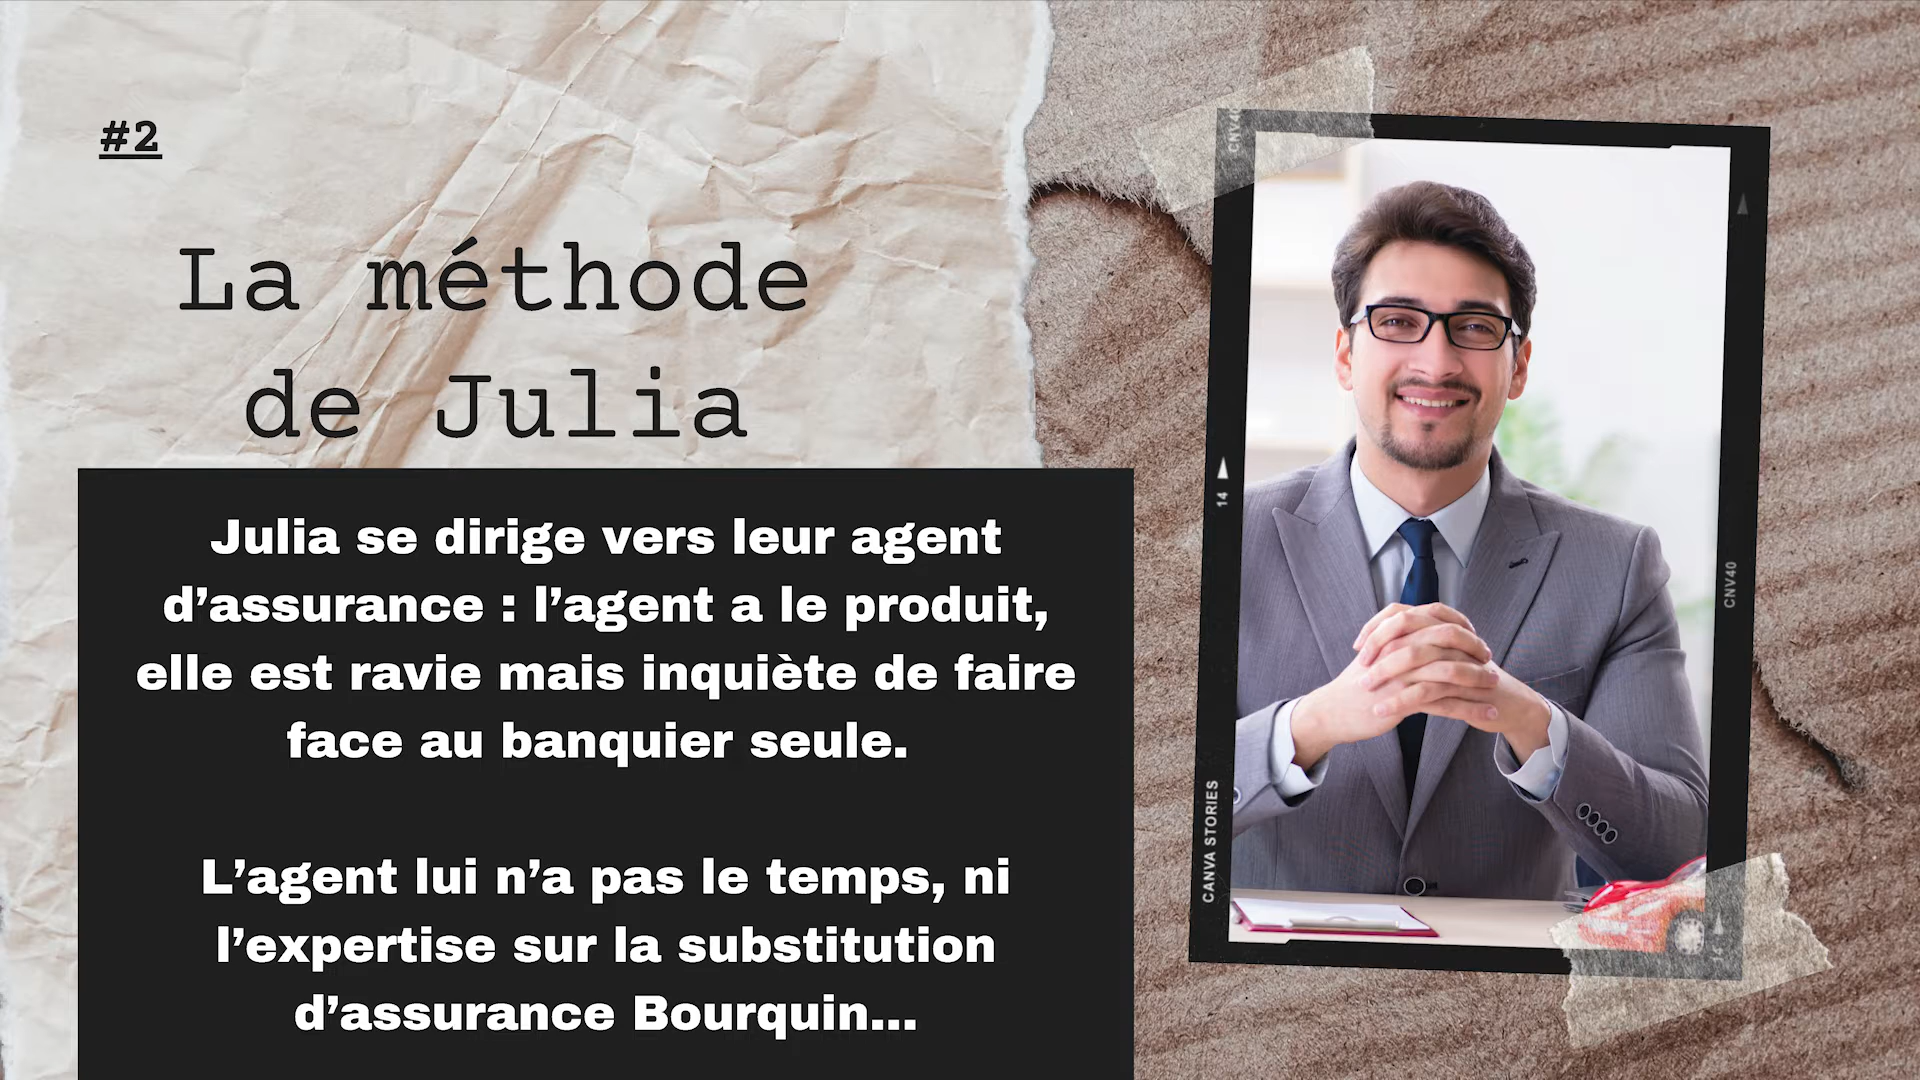 #2
La méthode
de Julia
Julia se dirige vers leur agent
d’assurance : l’agent a le produit,
elle est ravie mais inquiète de faire
face au banquier seule.
L’agent lui n’a pas le temps, ni
l’expertise sur la substitution
d’assurance Bourquin...
CNV40
14
CANVA STORIES
CNV40
14